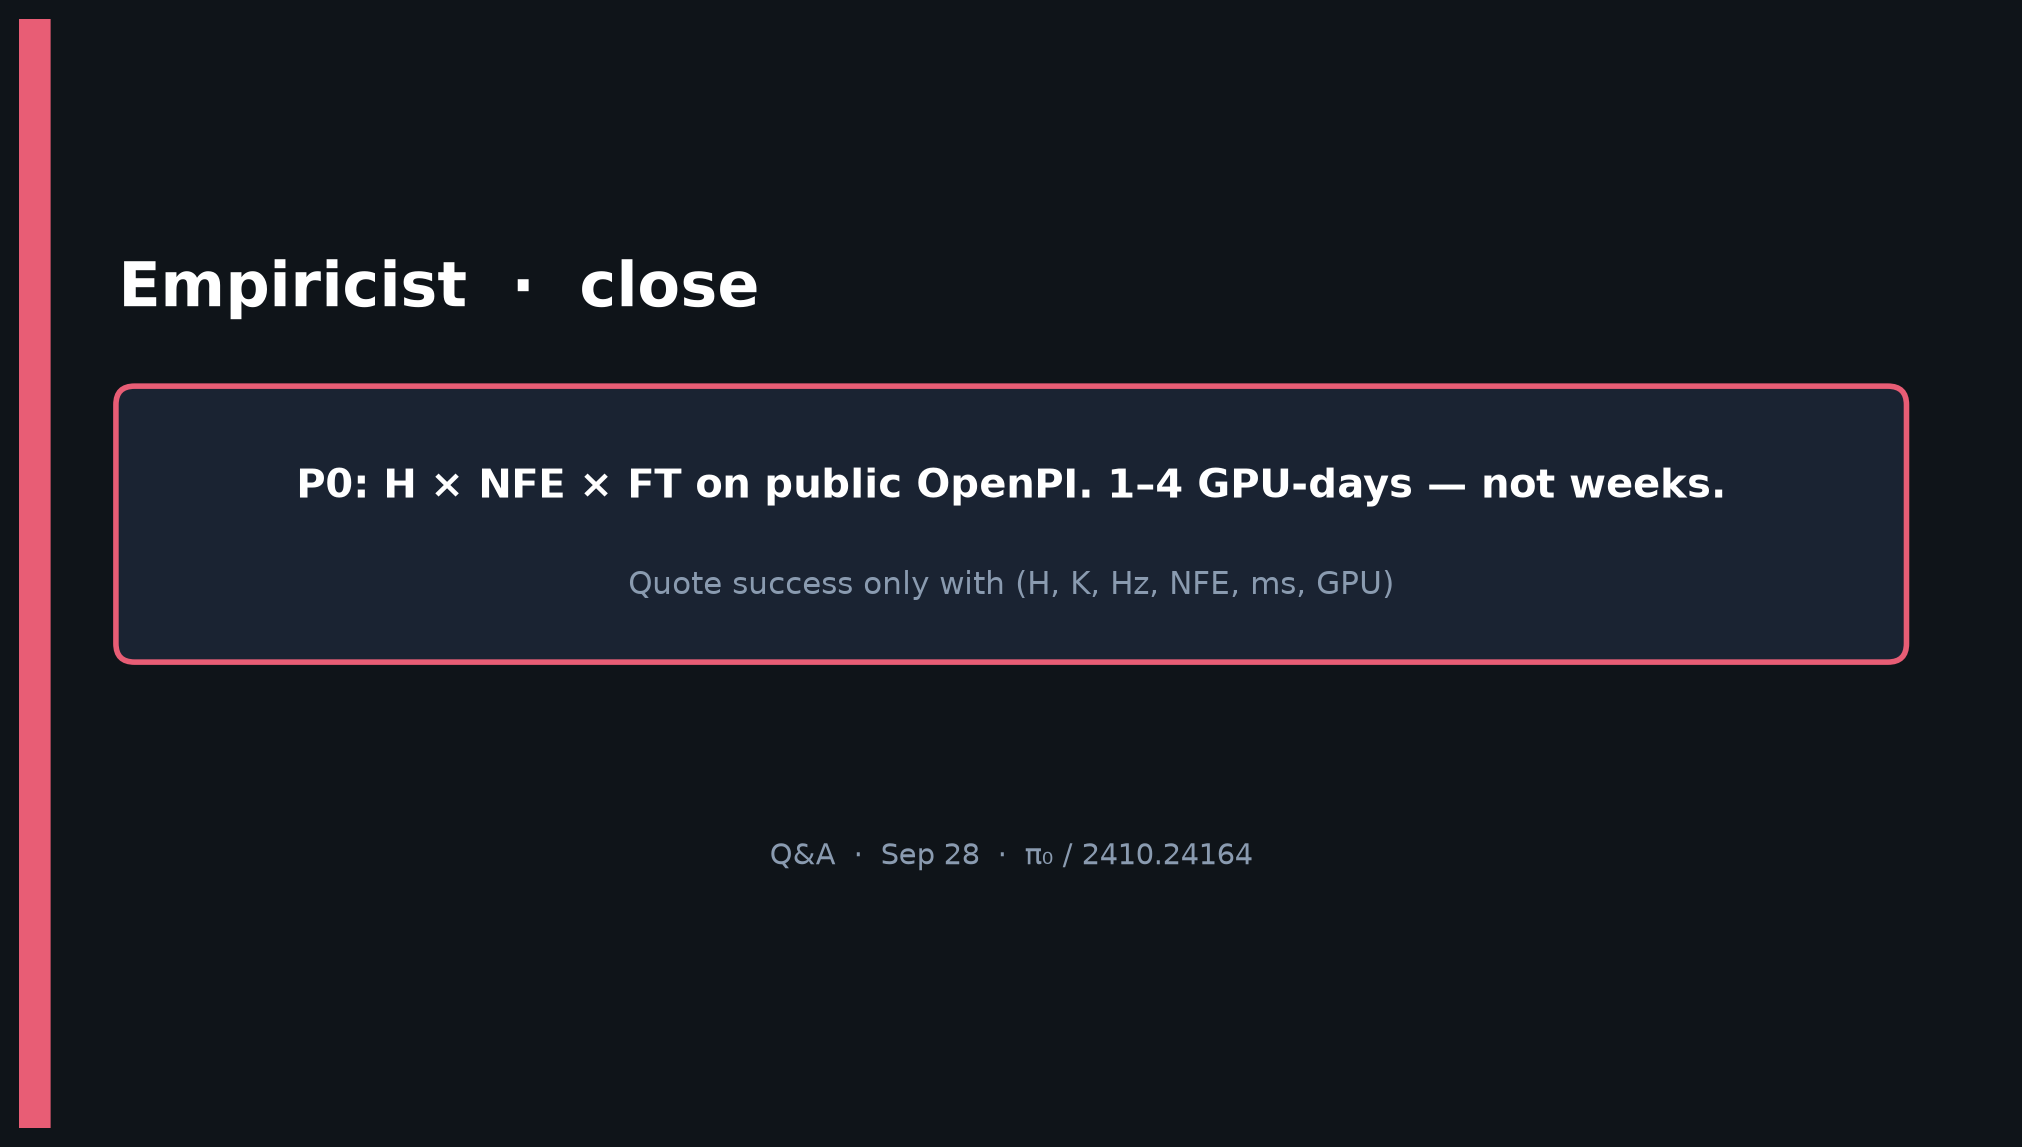 Empiricist · close
P0: H × NFE × FT on public OpenPI. 1–4 GPU-days — not weeks.
Quote success only with (H, K, Hz, NFE, ms, GPU)
Q&A · Sep 28 · π₀ / 2410.24164